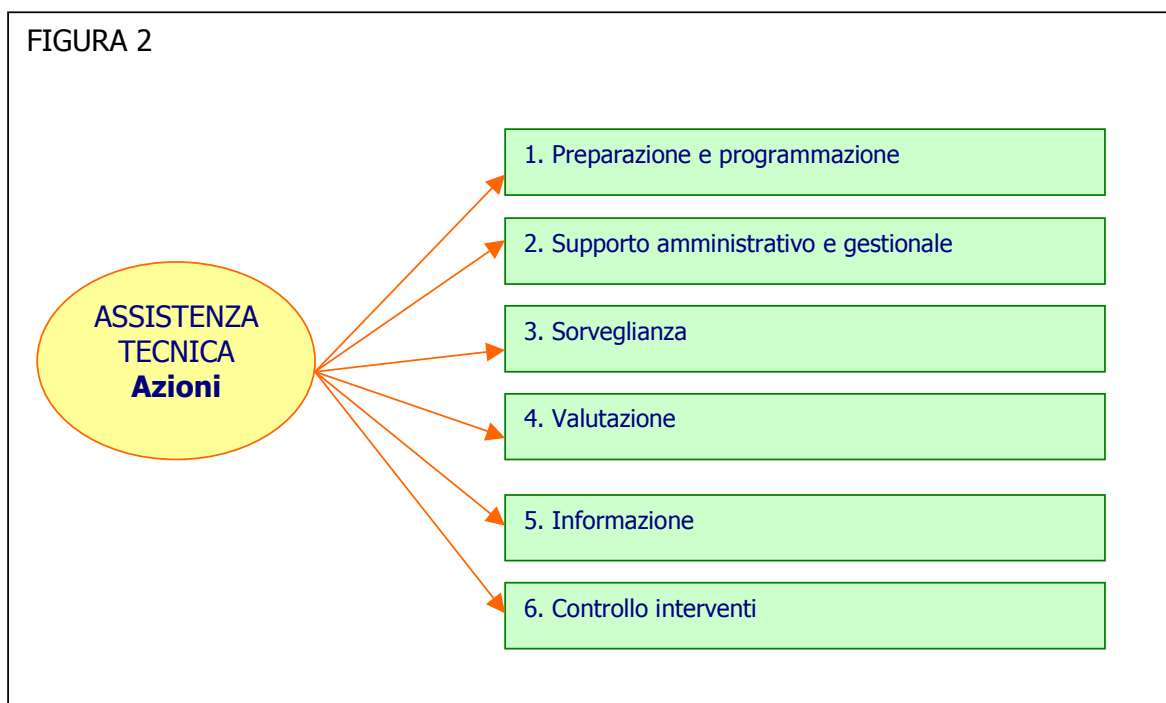 FIGURA 2
1. Preparazione e programmazione
2. Supporto amministrativo e gestionale
ASSISTENZA
TECNICA
Azioni
3. Sorveglianza
4. Valutazione
5. Informazione
6. Controllo interventi